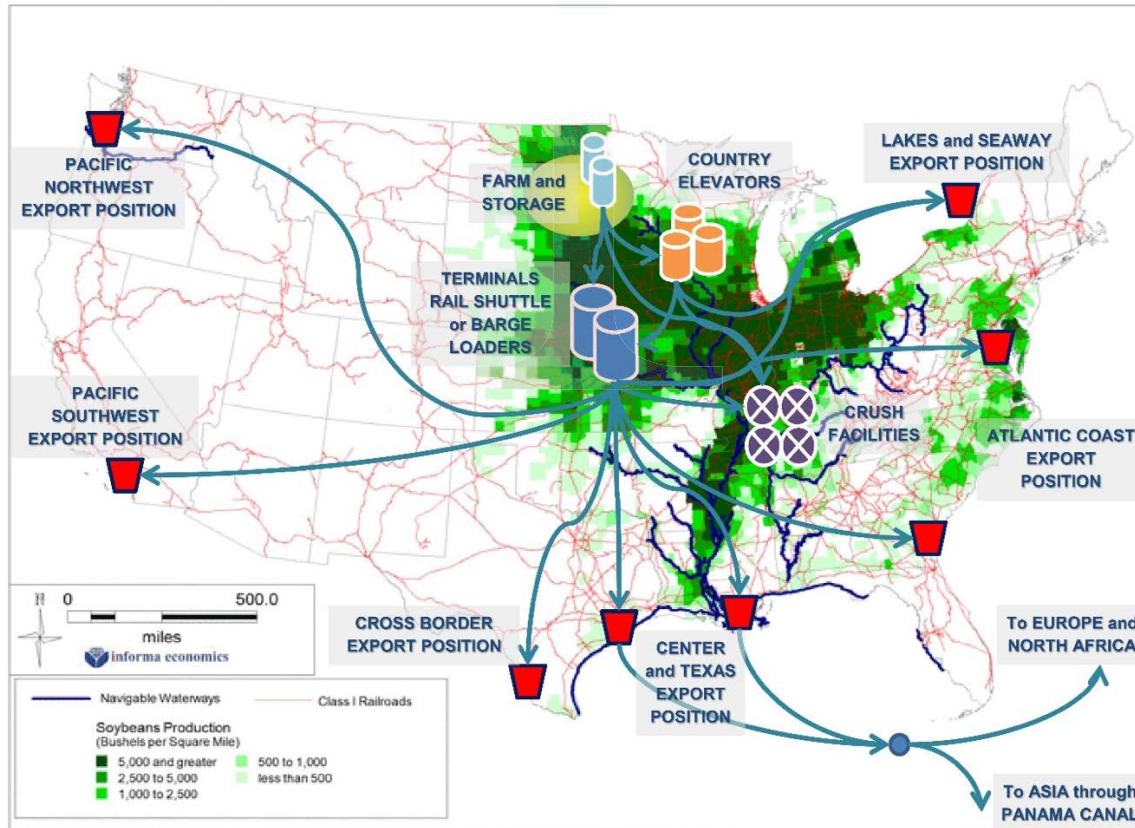 PACIFIC
NORTHWEST
EXPORT POSITION
FARM and
STORAGE
COUNTRY
ELEVATORS
LAKES and SEAWAY
EXPORT POSITION
TERMINALS
RAIL SHUTTLE
or BARGE
LOADERS
PACIFIC
SOUTHWEST
EXPORT POSITION
CRUSH
FACILITIES
ATLANTIC COAST
EXPORT
POSITION
CROSS BORDER
EXPORT POSITION
CENTER
and TEXAS
EXPORT
POSITION
To EUROPE and
NORTH AFRICA
To ASIA through
PANAMA CANAL
N
0 500.0
miles
informa economics
Navigable Waterways Class I Railroads
Soybeans Production
(Bushels per Square Mile)
5,000 and greater 500 to 1,000
2,500 to 5,000 less than 500
1,000 to 2,500